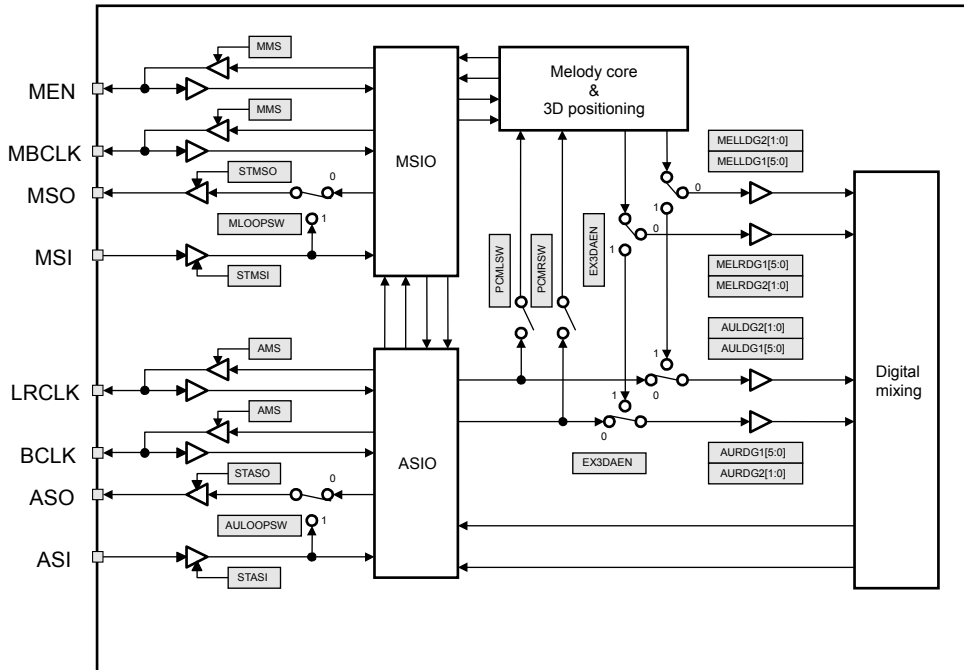 MMS
MEN
MMS
MBCLK
STMSO
0
MSO
MLOOPSW
1
MSI
STMSI
MSIO
Melody core
&
3D positioning
MELLDG2[1:0]
MELLDG1[5:0]
0
1
0
1
EX3DAEN
PCMLSW
PCMRSW
MELRDG1[5:0]
MELRDG2[1:0]
AULDG2[1:0]
AULDG1[5:0]
AMS
LRCLK
AMS
BCLK
STASO
0
ASO
AULOOPSW
1
ASI
STASI
ASIO
1
0
1
0
EX3DAEN
AURDG1[5:0]
AURDG2[1:0]
Digital
mixing